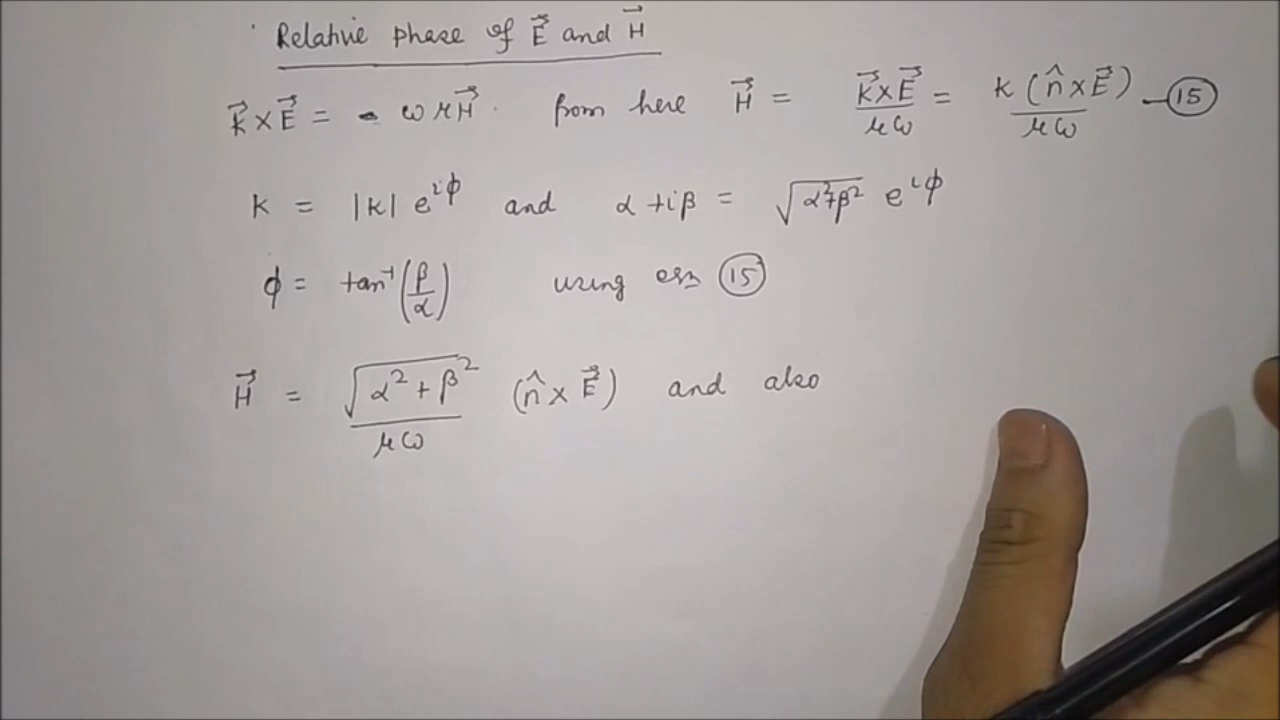 Relative phase of E⃗ and H⃗
k⃗ × E⃗ = - ωμH⃗. from here H⃗ = k⃗×E⃗/μω = k(n̂×E⃗)/μω —(15)
k = |k| e^{iϕ} and α + iβ = √(α²+β²) e^{iϕ}
ϕ = tan⁻¹(β/α) using (15)
H⃗ = √(α² + β²)/μω (n̂ × E⃗) and also